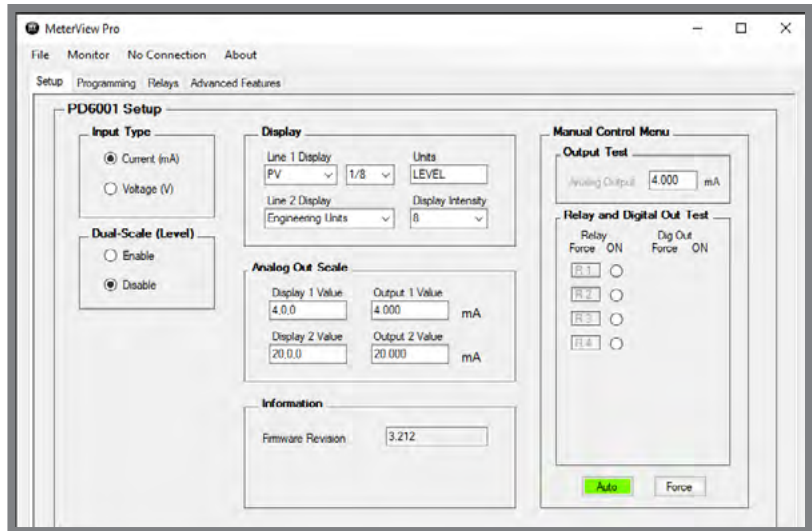 MeterView Pro
File Monitor No Connection About
Setup Programming Relays Advanced Features
PD6001 Setup
Input Type
Current (mA)
Voltage (V)
Dual-Scale (Level)
Enable
Disable
Display
Line 1 Display Units
PV 1/8 LEVEL
Line 2 Display Display Intensity
Engineering Units 8
Analog Out Scale
Display 1 Value Output 1 Value
4,0,0 4.000 mA
Display 2 Value Output 2 Value
20,0,0 20.000 mA
Information
Firmware Revision 3.212
Manual Control Menu
Output Test
Analog Output 4.000 mA
Relay and Digital Out Test
Relay Dig Out
Force ON Force ON
R 1
R 2
R 3
R 4
Auto Force